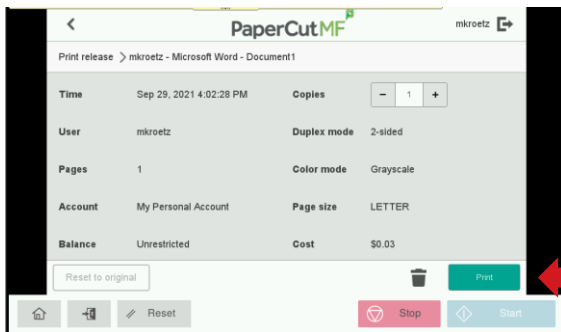 PaperCut MF
mkroetz
Print release > mkroetz - Microsoft Word - Document1
Time Sep 29, 2021 4:02:28 PM Copies - 1 +
User mkroetz Duplex mode 2-sided
Pages 1 Color mode Grayscale
Account My Personal Account Page size LETTER
Balance Unrestricted Cost $0.03
Reset to original Print
Reset Stop Start